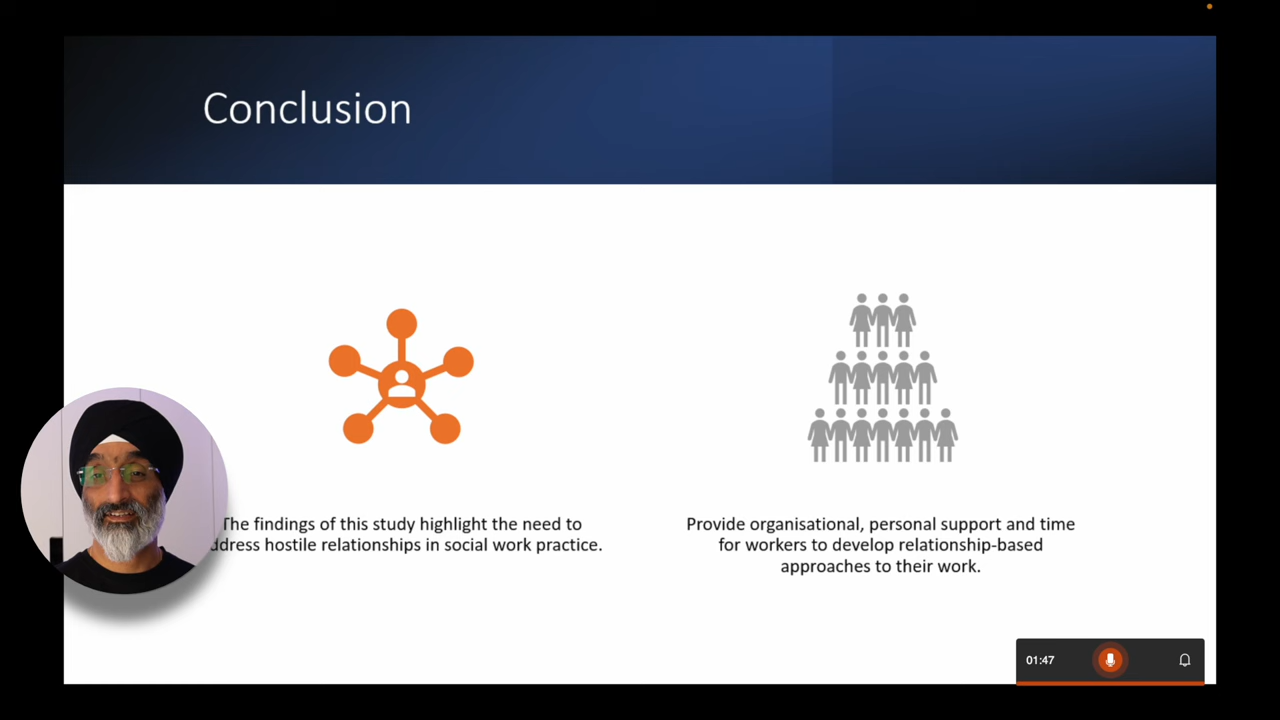 Conclusion
The findings of this study highlight the need to
dress hostile relationships in social work practice.
Provide organisational, personal support and time
for workers to develop relationship-based
approaches to their work.
01:47